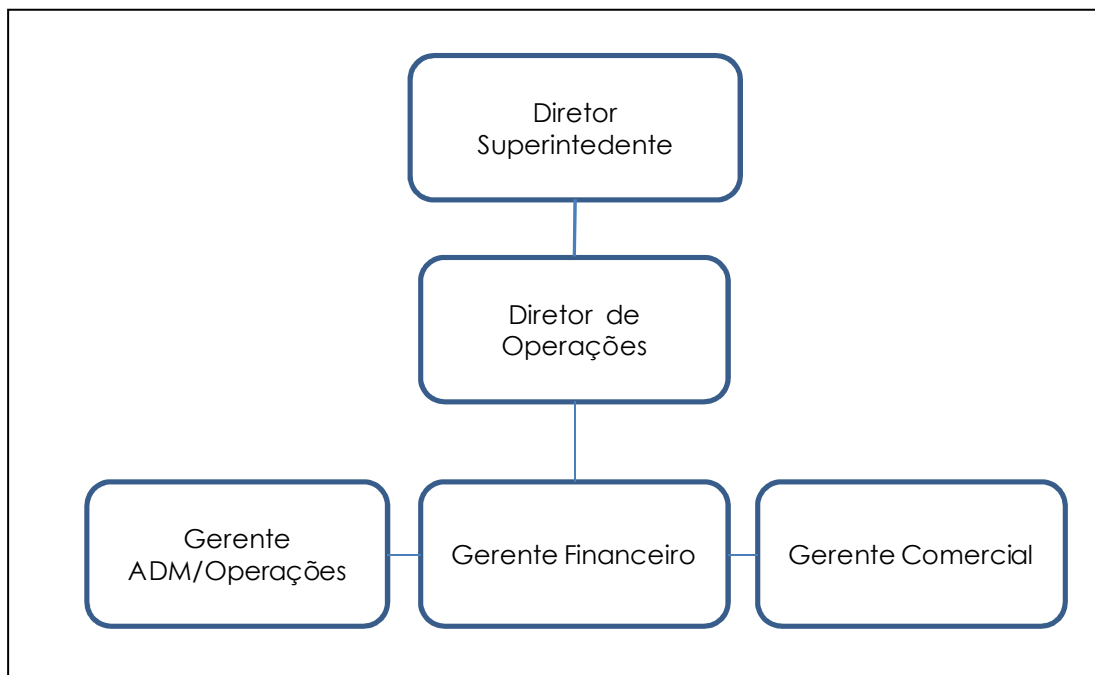 Diretor
Superintedente
Diretor de
Operações
Gerente
ADM/Operações
Gerente Financeiro
Gerente Comercial